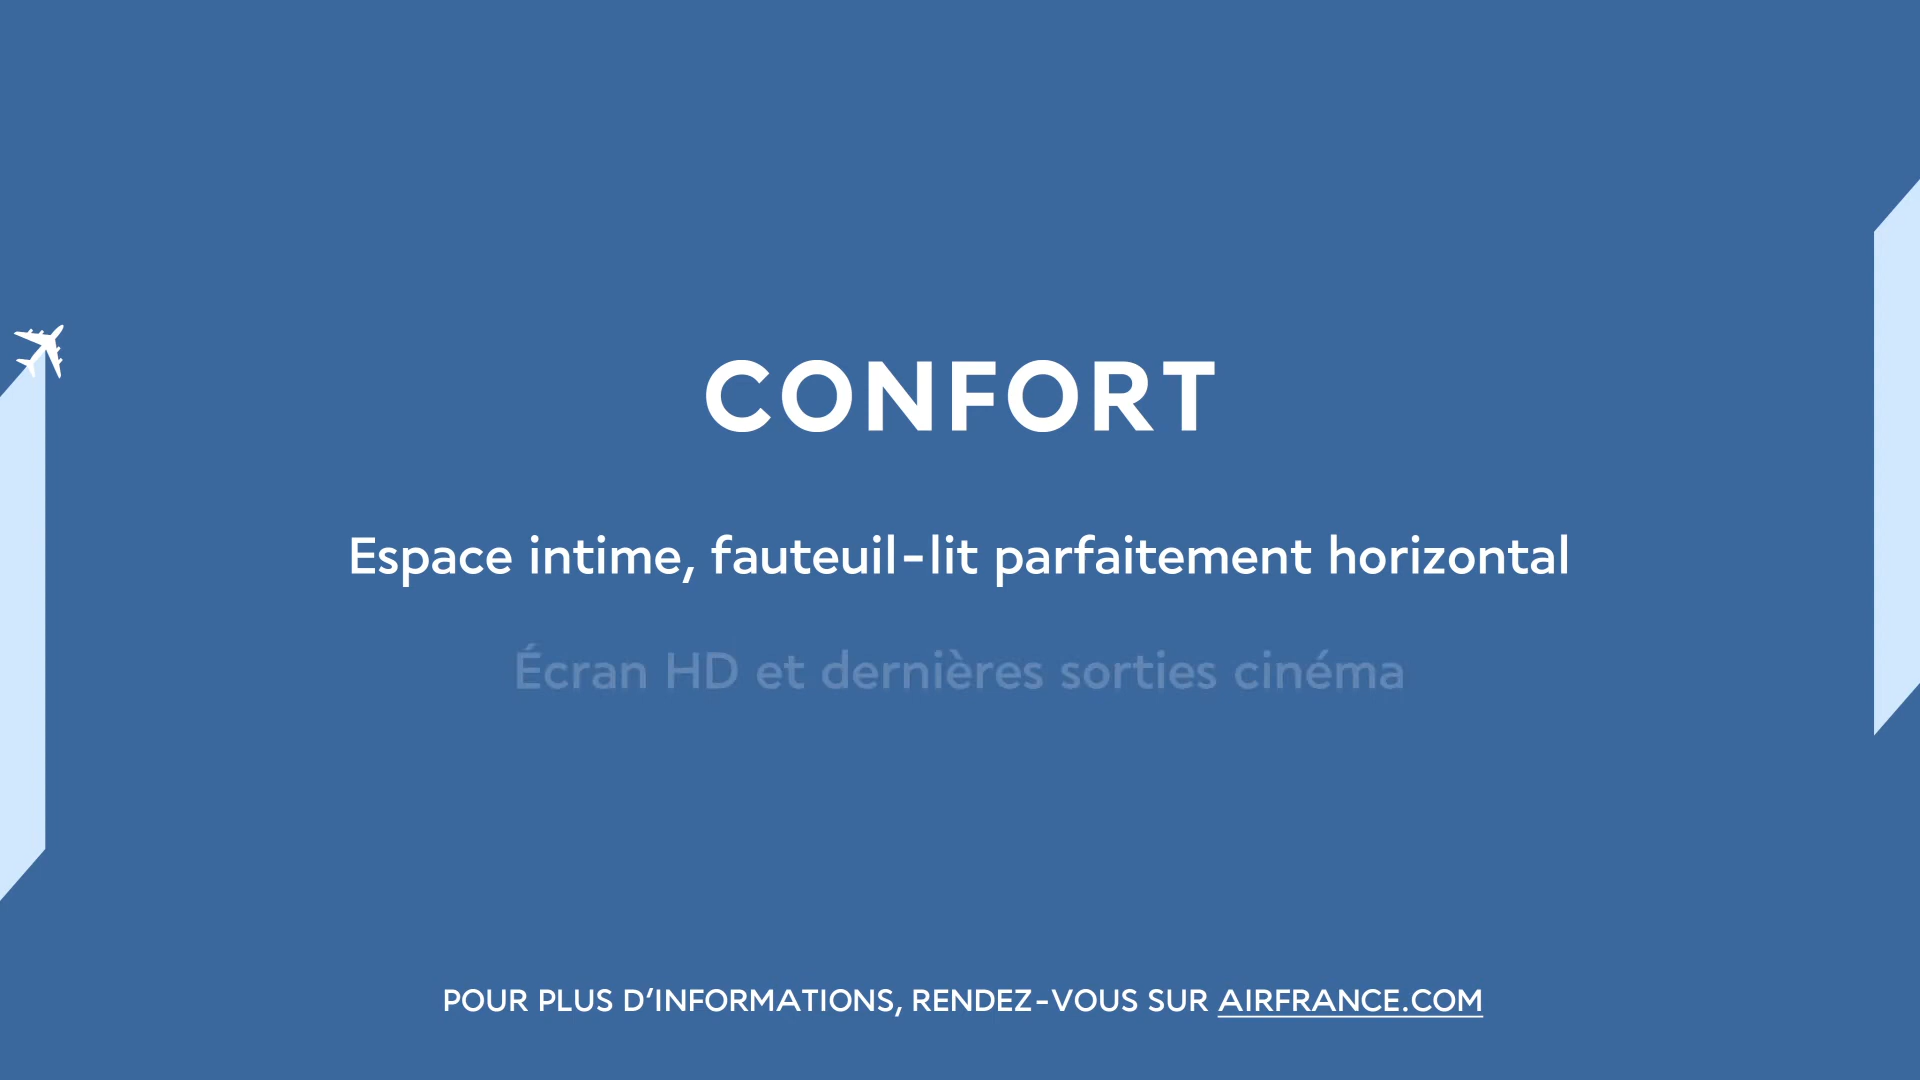 CONFORT
Espace intime, fauteuil-lit parfaitement horizontal
Écran HD et dernières sorties cinéma
POUR PLUS D’INFORMATIONS, RENDEZ-VOUS SUR AIRFRANCE.COM